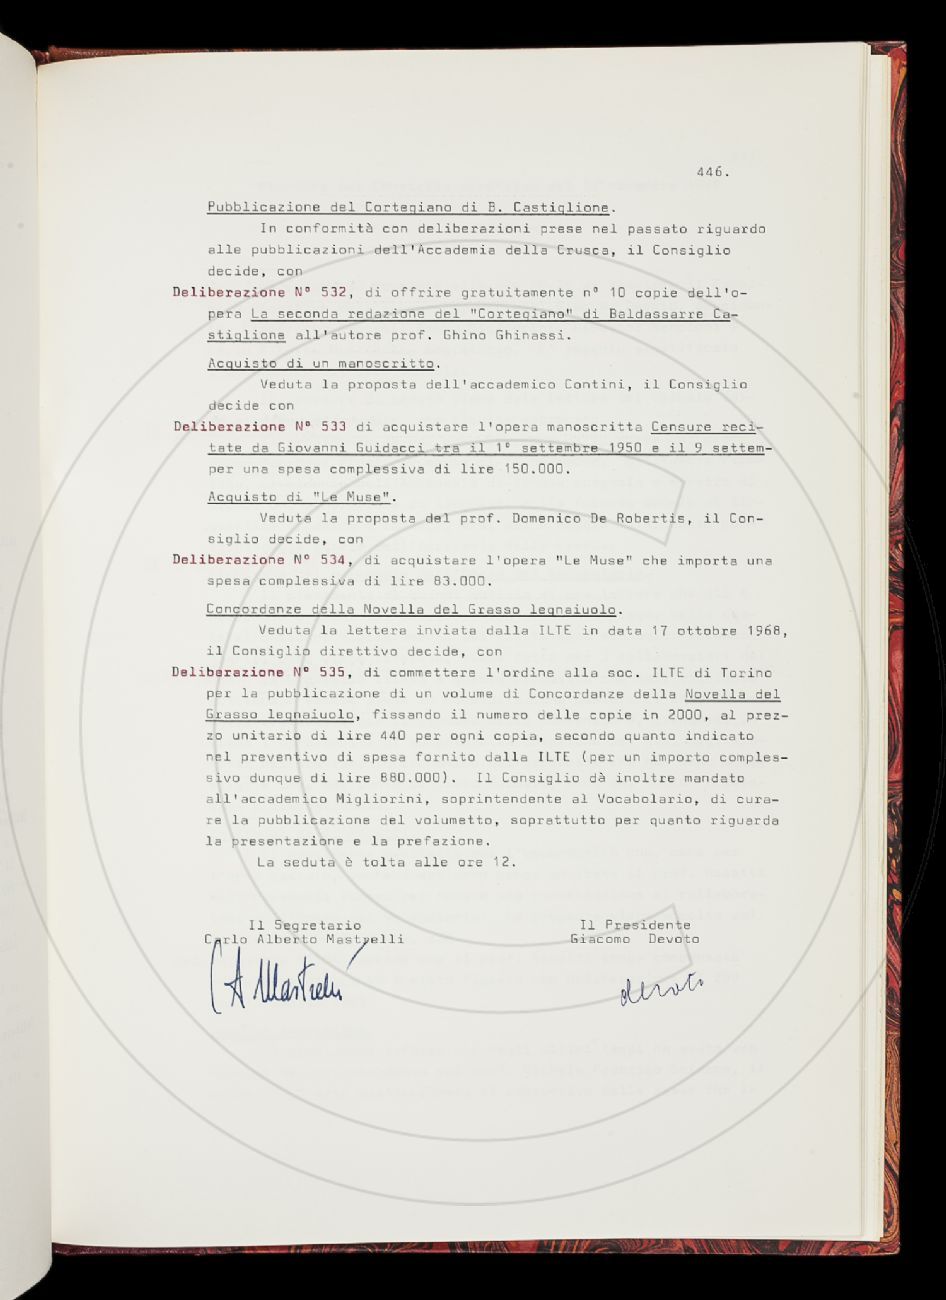 446.
Pubblicazione del Cortegiano di B. Castiglione.
In conformità con deliberazioni prese nel passato riguardo
alle pubblicazioni dell'Accademia della Crusca, il Consiglio
decide, con
Deliberazione N° 532, di offrire gratuitamente n° 10 copie dell'o-
pera La seconda redazione del "Cortegiano" di Baldassarre Ca-
stiglione all'autore prof. Ghino Ghinassi.
Acquisto di un manoscritto.
Veduta la proposta dell'accademico Contini, il Consiglio
decide con
Deliberazione N° 533 di acquistare l'opera manoscritta Censure reci-
tate da Giovanni Guidacci tra il 1° settembre 1950 e il 9 settem-
per una spesa complessiva di lire 150.000.
Acquisto di "Le Muse".
Veduta la proposta del prof. Domenico De Robertis, il Con-
siglio decide, con
Deliberazione N° 534, di acquistare l'opera "Le Muse" che importa una
spesa complessiva di lire 83.000.
Concordanze della Novella del Grasso legnaiuolo.
Veduta la lettera inviata dalla ILTE in data 17 ottobre 1968,
il Consiglio direttivo decide, con
Deliberazione N° 535, di commettere l'ordine alla soc. ILTE di Torino
per la pubblicazione di un volume di Concordanze della Novella del
Grasso legnaiuolo, fissando il numero delle copie in 2000, al prez-
zo unitario di lire 440 per ogni copia, secondo quanto indicato
nel preventivo di spesa fornito dalla ILTE (per un importo comples-
sivo dunque di lire 880.000). Il Consiglio dà inoltre mandato
all'accademico Migliorini, soprintendente al Vocabolario, di cura-
re la pubblicazione del volumetto, soprattutto per quanto riguarda
la presentazione e la prefazione.
La seduta è tolta alle ore 12.
Il Segretario Il Presidente
Carlo Alberto Mastrelli Giacomo Devoto
CA Mastrelli devoto